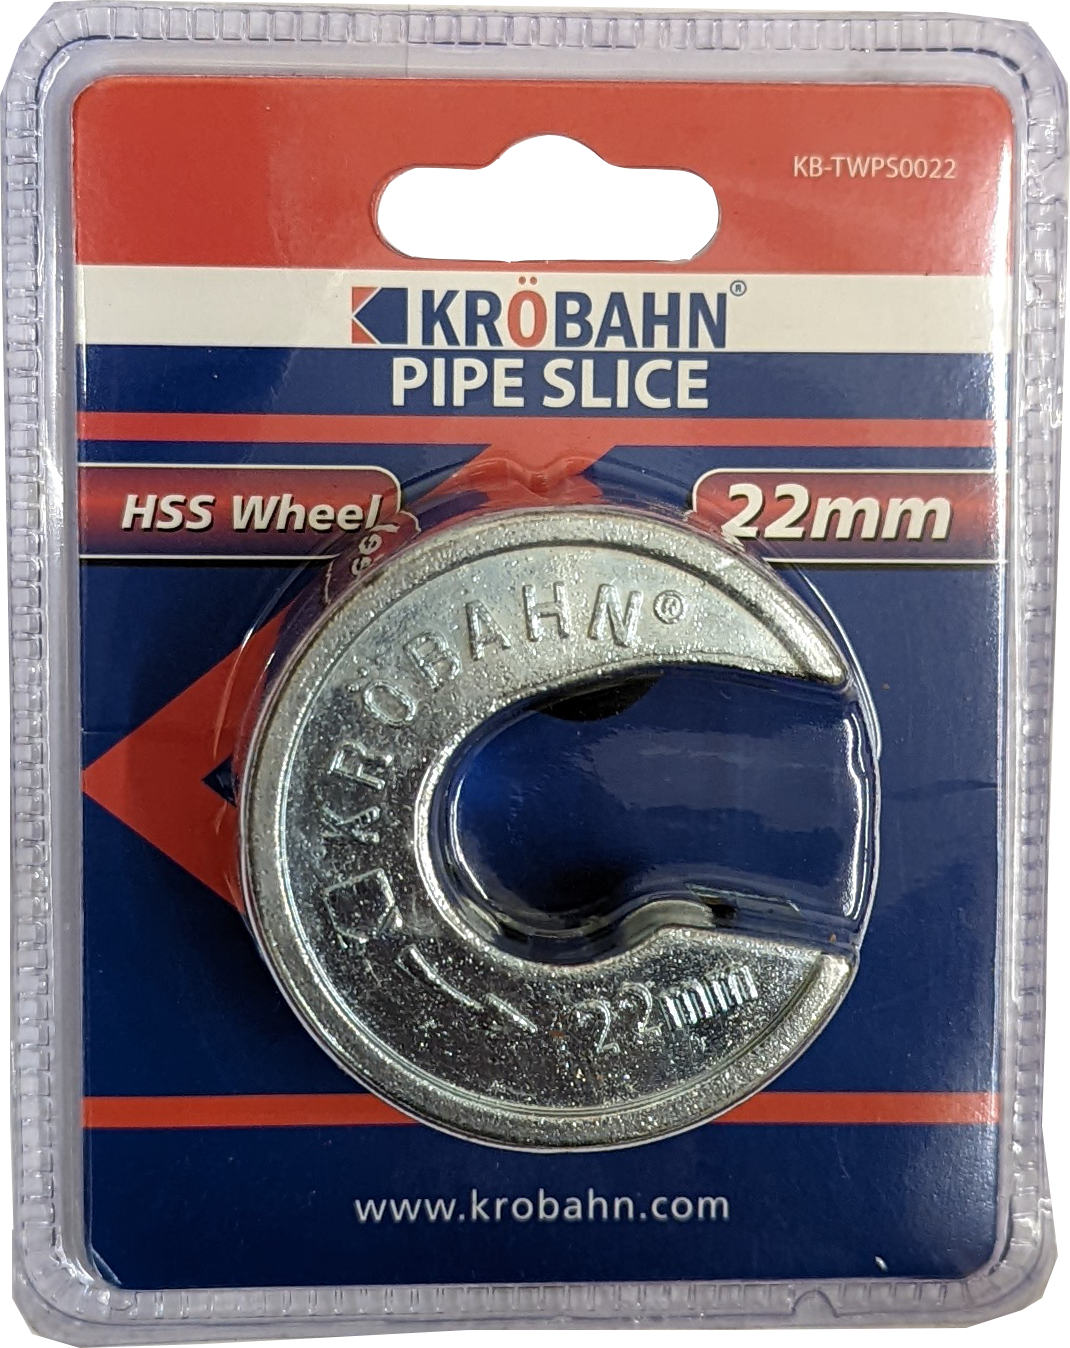 KB-TWPS0022
KRÖBAHN®
PIPE SLICE
HSS Wheel
22mm
KRÖBAHN®
22mm
www.krobahn.com